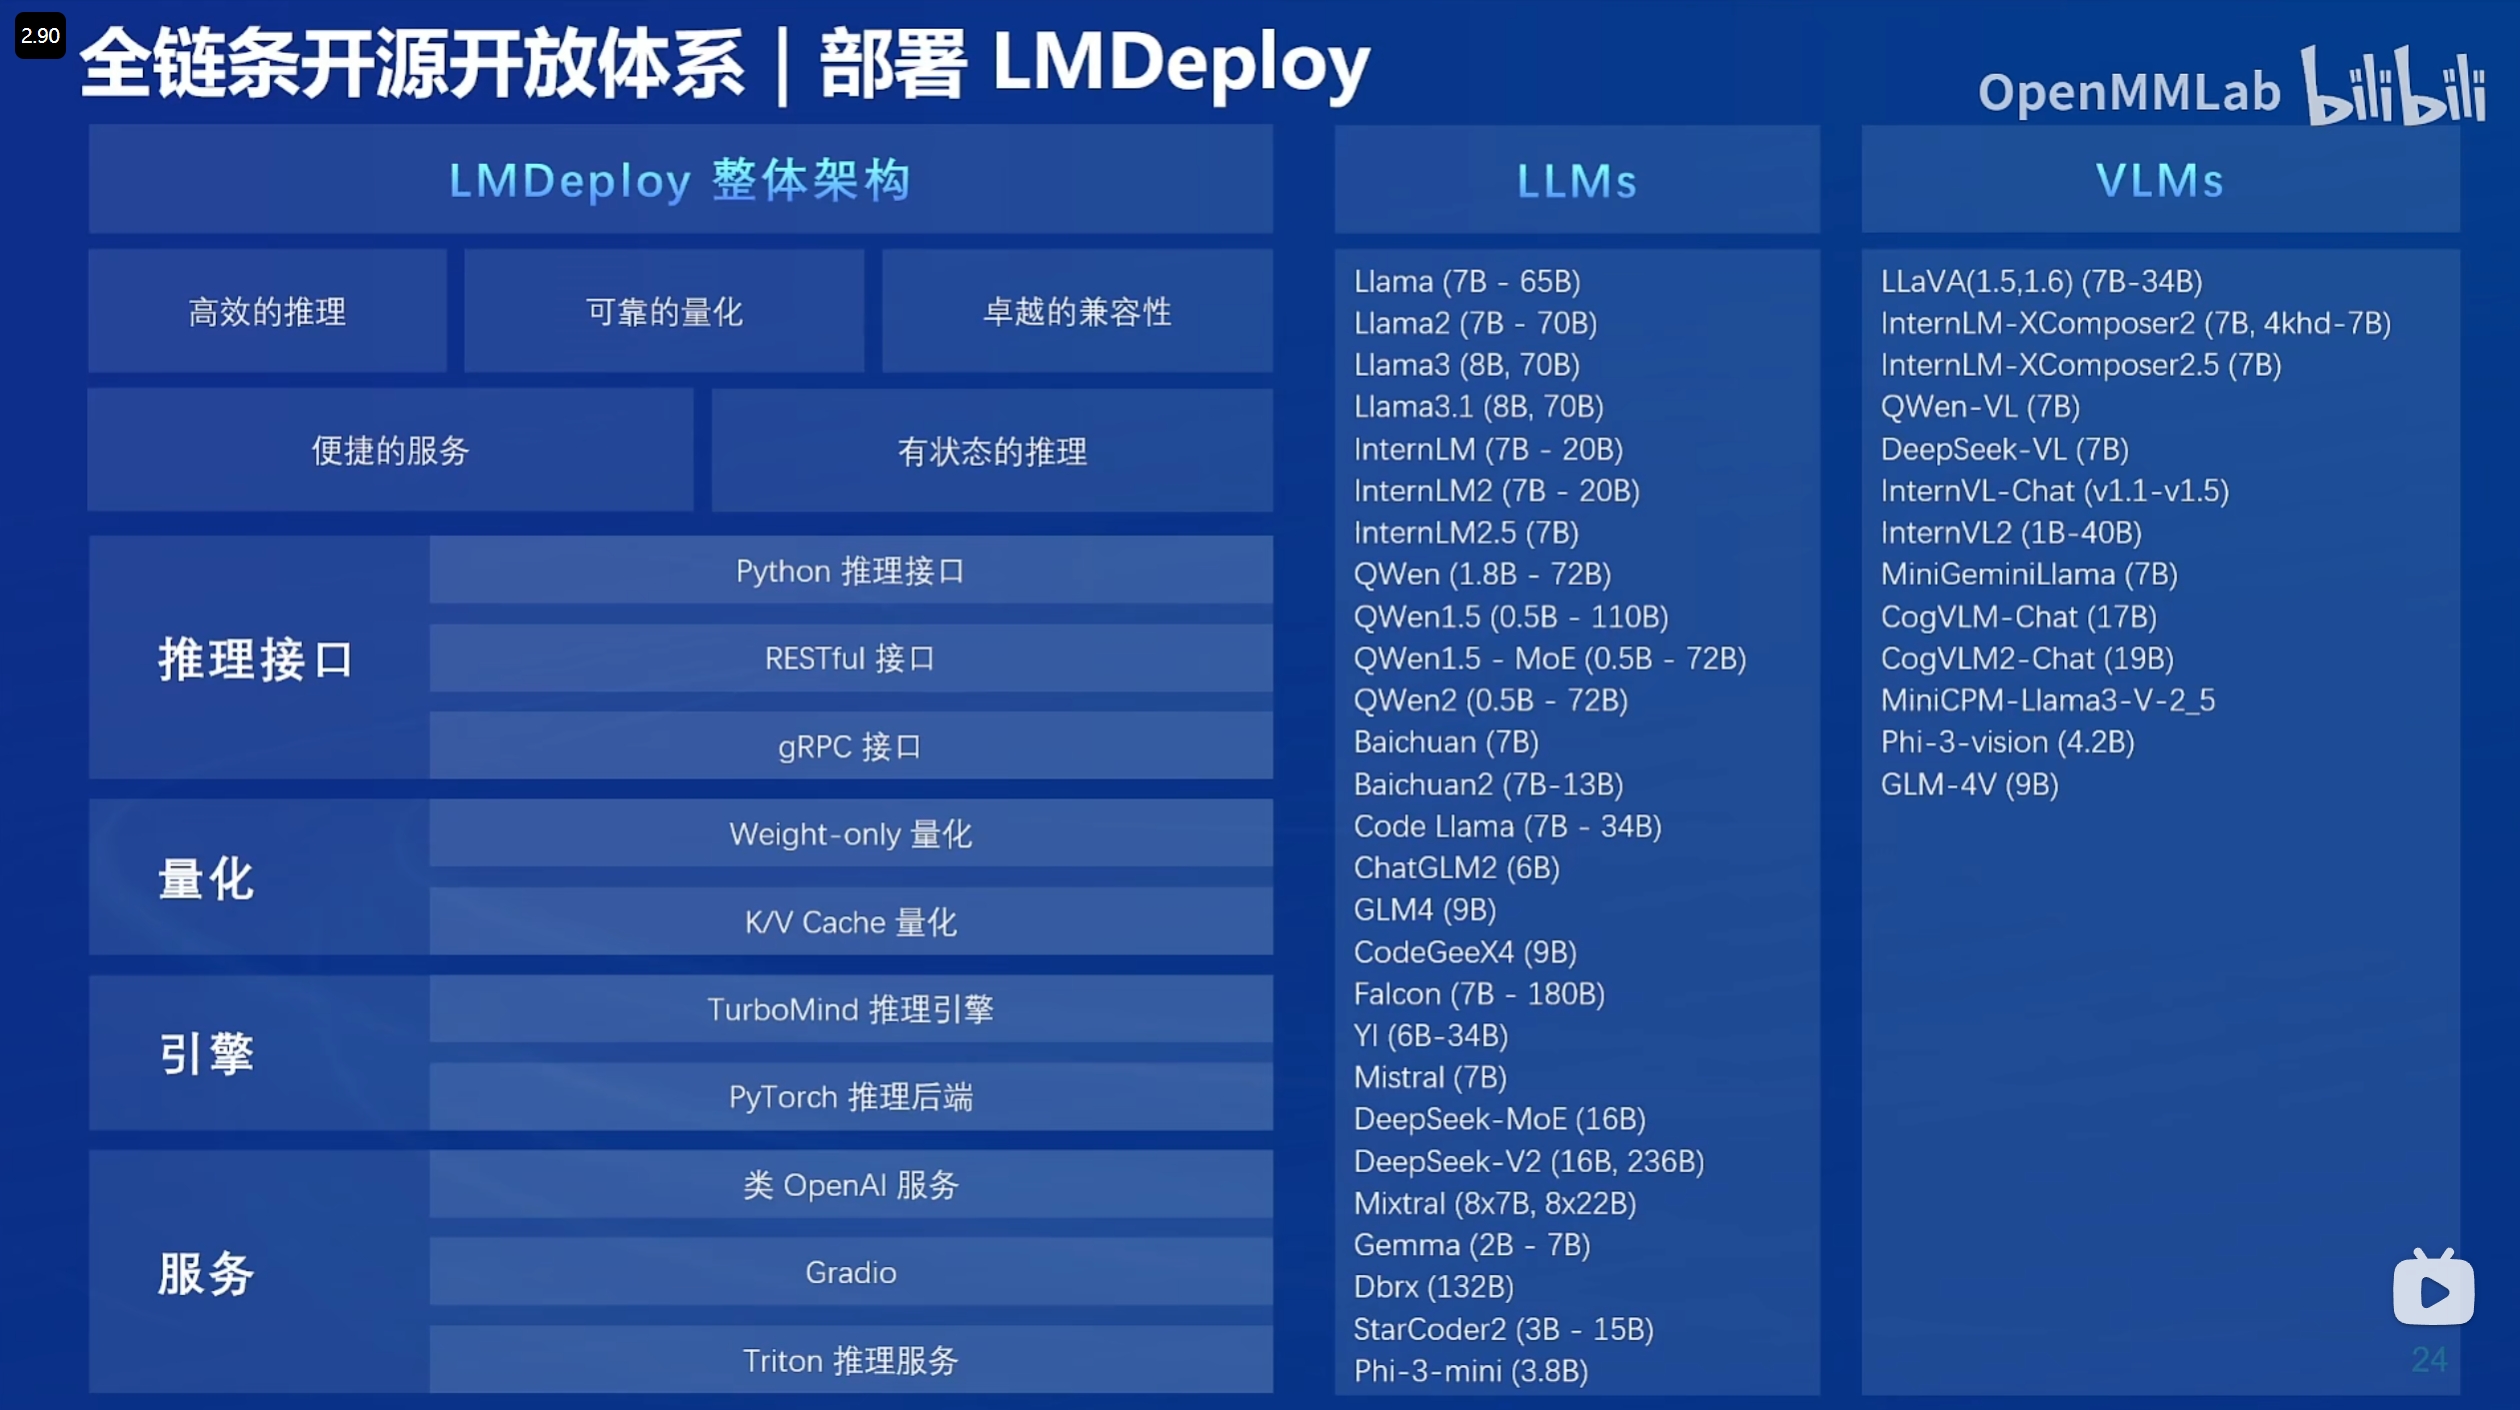 2.90
全链条开源开放体系 | 部署 LMDeploy
OpenMMLab bilibili
LMDeploy 整体架构
高效的推理
可靠的量化
卓越的兼容性
便捷的服务
有状态的推理
推理接口
Python 推理接口
RESTful 接口
gRPC 接口
量化
Weight-only 量化
K/V Cache 量化
引擎
TurboMind 推理引擎
PyTorch 推理后端
服务
类 OpenAI 服务
Gradio
Triton 推理服务
LLMs
Llama (7B - 65B)
Llama2 (7B - 70B)
Llama3 (8B, 70B)
Llama3.1 (8B, 70B)
InternLM (7B - 20B)
InternLM2 (7B - 20B)
InternLM2.5 (7B)
QWen (1.8B - 72B)
QWen1.5 (0.5B - 110B)
QWen1.5 - MoE (0.5B - 72B)
QWen2 (0.5B - 72B)
Baichuan (7B)
Baichuan2 (7B-13B)
Code Llama (7B - 34B)
ChatGLM2 (6B)
GLM4 (9B)
CodeGeeX4 (9B)
Falcon (7B - 180B)
YI (6B-34B)
Mistral (7B)
DeepSeek-MoE (16B)
DeepSeek-V2 (16B, 236B)
Mixtral (8x7B, 8x22B)
Gemma (2B - 7B)
Dbrx (132B)
StarCoder2 (3B - 15B)
Phi-3-mini (3.8B)
VLMs
LLaVA(1.5,1.6) (7B-34B)
InternLM-XComposer2 (7B, 4khd-7B)
InternLM-XComposer2.5 (7B)
QWen-VL (7B)
DeepSeek-VL (7B)
InternVL-Chat (v1.1-v1.5)
InternVL2 (1B-40B)
MiniGeminiLlama (7B)
CogVLM-Chat (17B)
CogVLM2-Chat (19B)
MiniCPM-Llama3-V-2_5
Phi-3-vision (4.2B)
GLM-4V (9B)
24